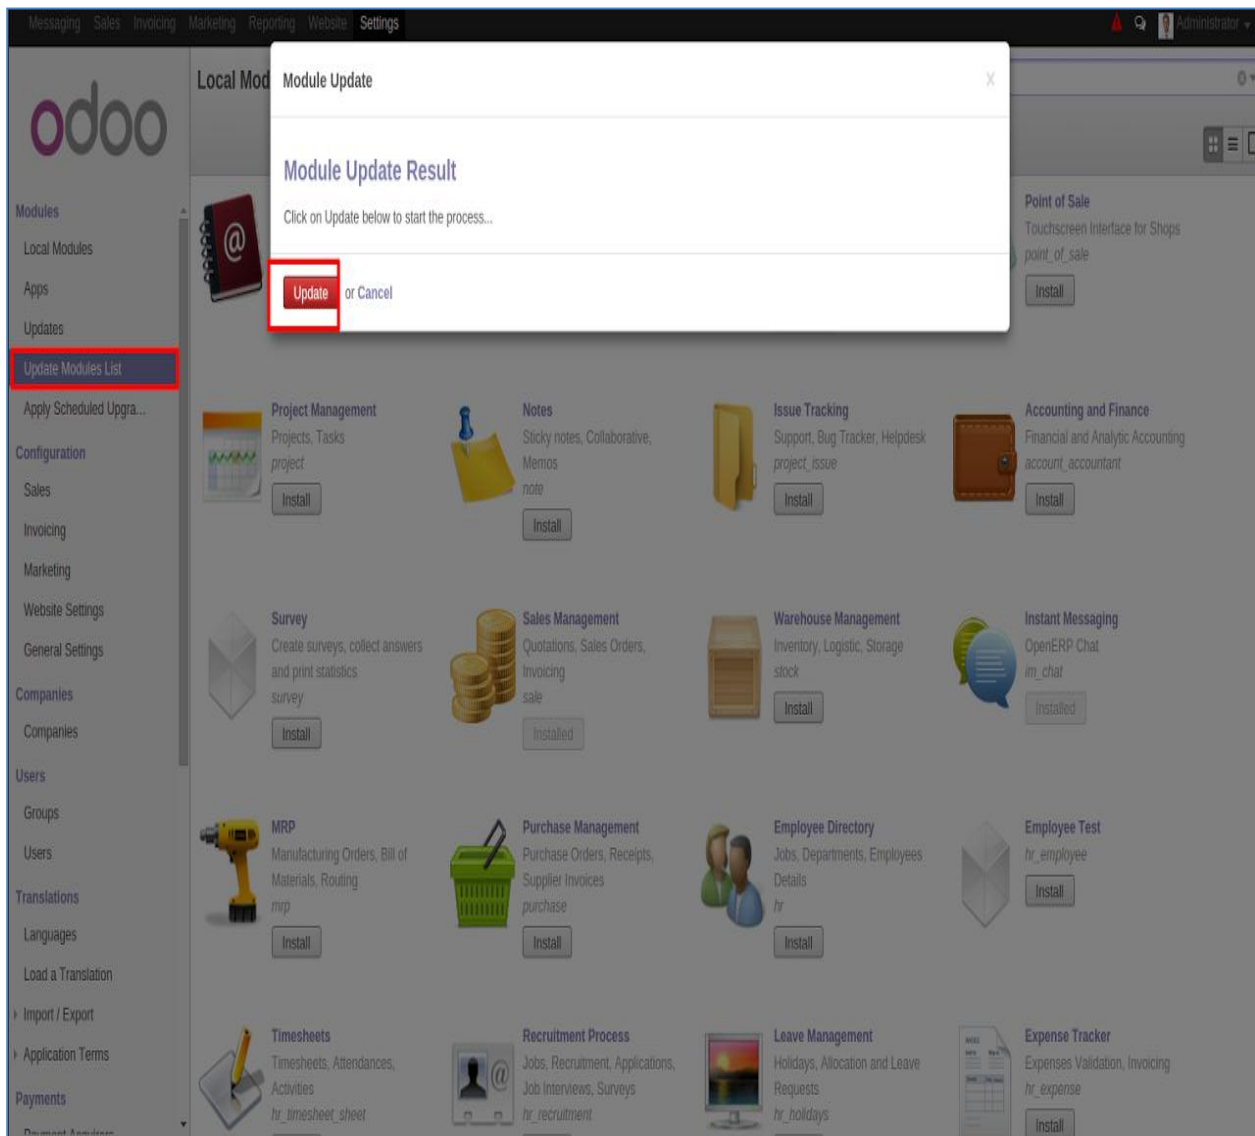 Messaging Sales Invoicing Marketing Reporting Website Settings
Administrator
odoo
Modules
Local Modules
Apps
Updates
Update Modules List
Apply Scheduled Upgra...
Configuration
Sales
Invoicing
Marketing
Website Settings
General Settings
Companies
Companies
Users
Groups
Users
Translations
Languages
Load a Translation
Import / Export
Application Terms
Payments
Payment Acquirers
Local Mod
Module Update
X
Module Update Result
Click on Update below to start the process...
Update or Cancel
Point of Sale
Touchscreen Interface for Shops
point_of_sale
Install
Project Management
Projects, Tasks
project
Install
Notes
Sticky notes, Collaborative,
Memos
note
Install
Issue Tracking
Support, Bug Tracker, Helpdesk
project_issue
Install
Accounting and Finance
Financial and Analytic Accounting
account_accountant
Install
Survey
Create surveys, collect answers
and print statistics
survey
Install
Sales Management
Quotations, Sales Orders,
Invoicing
sale
Installed
Warehouse Management
Inventory, Logistic, Storage
stock
Install
Instant Messaging
OpenERP Chat
im_chat
Installed
MRP
Manufacturing Orders, Bill of
Materials, Routing
mrp
Install
Purchase Management
Purchase Orders, Receipts,
Supplier Invoices
purchase
Install
Employee Directory
Jobs, Departments, Employees
Details
hr
Install
Employee Test
hr_employee
Install
Timesheets
Timesheets, Attendances,
Activities
hr_timesheet_sheet
Recruitment Process
Jobs, Recruitment, Applications,
Job Interviews, Surveys
hr_recruitment
Leave Management
Holidays, Allocation and Leave
Requests
hr_holidays
Expense Tracker
Expenses Validation, Invoicing
hr_expense
Install